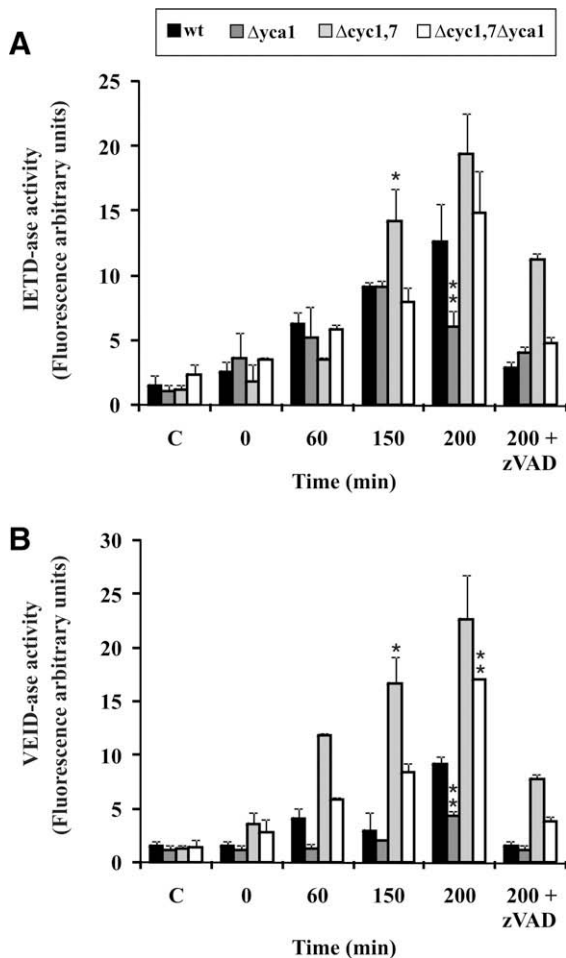 wt Δyca1 Δcyc1,7 Δcyc1,7Δyca1
A
IETD-ase activity
(Fluorescence arbitrary units)
25
20
15
10
5
0
*
**
C 0 60 150 200 200 +
zVAD
Time (min)
B
VEID-ase activity
(Fluorescence arbitrary units)
30
25
20
15
10
5
0
*
**
**
C 0 60 150 200 200 +
zVAD
Time (min)